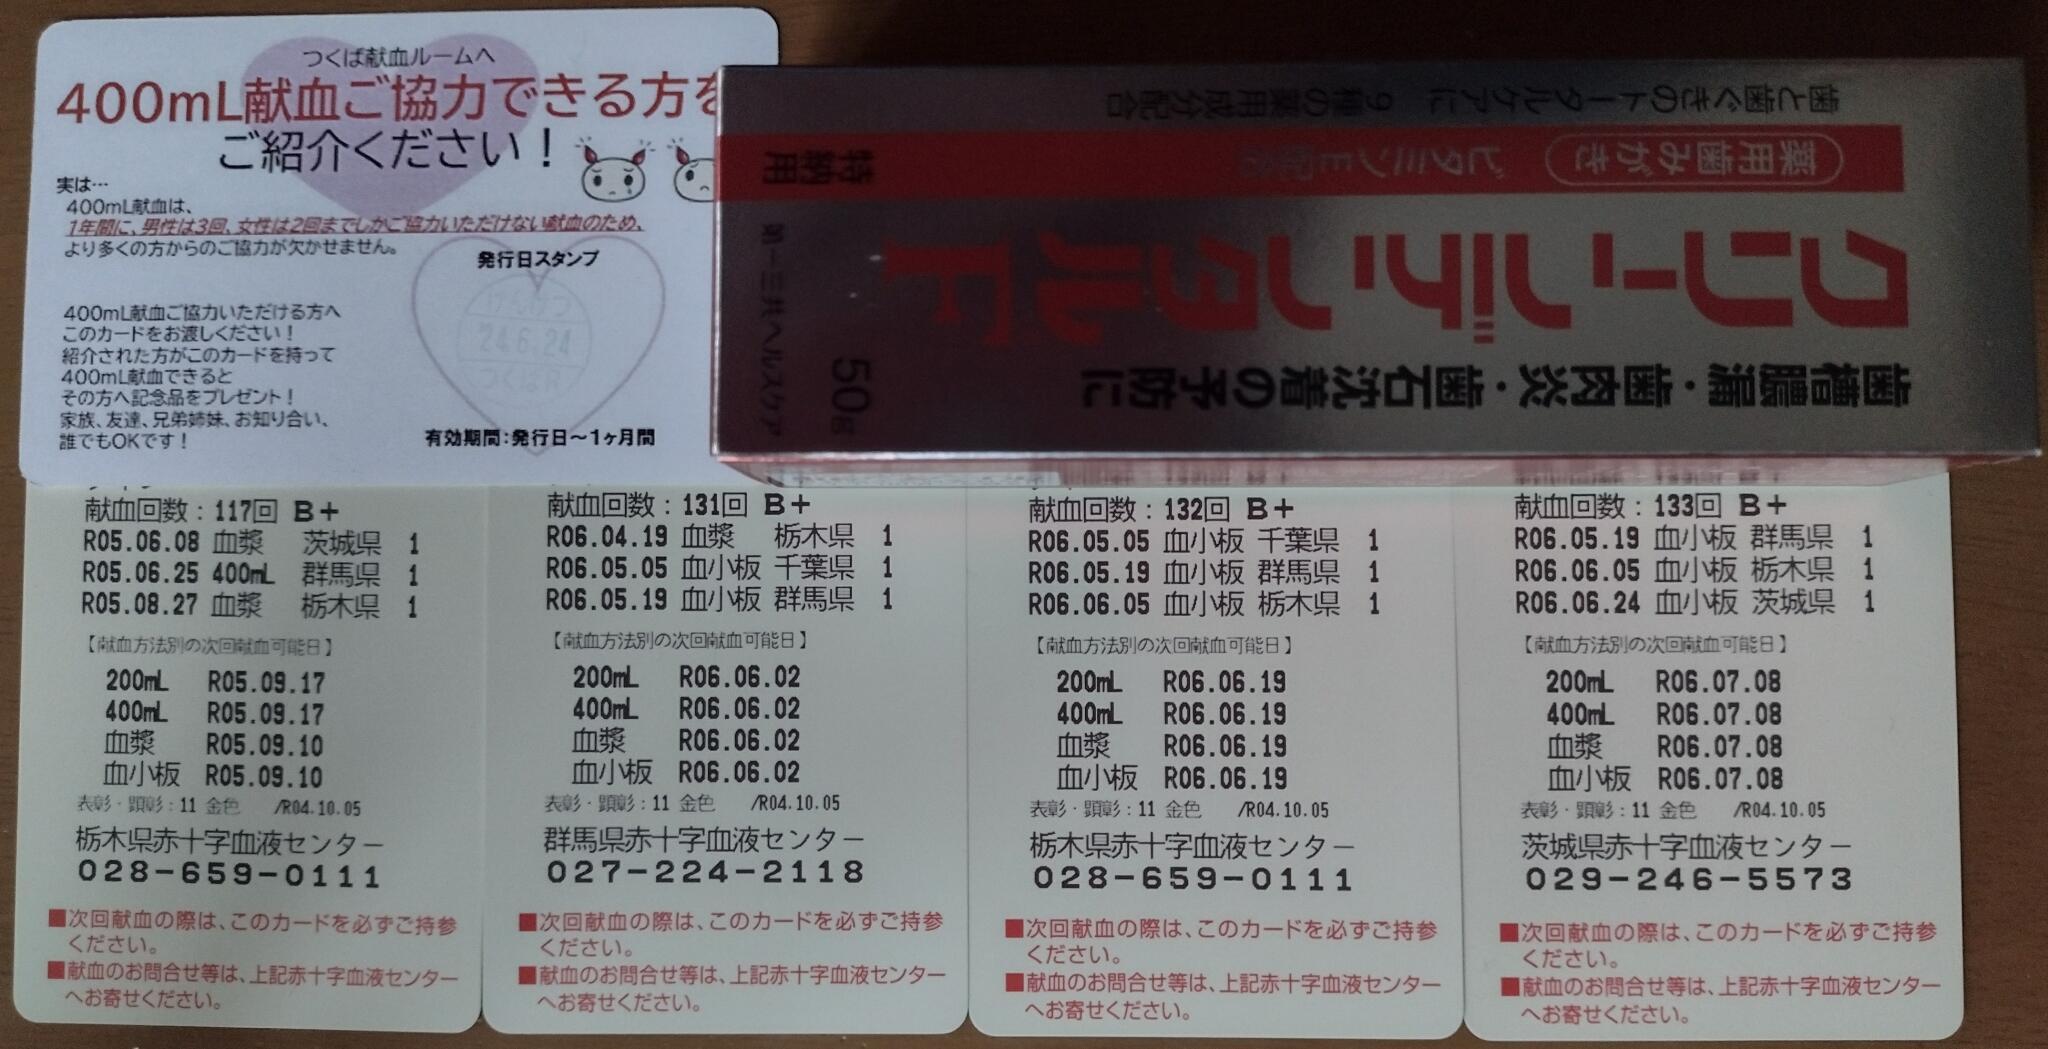 つくば献血ルームへ
400mL献血ご協力できる方を
ご紹介ください!
実は…
400mL献血は、
1年間に、男性は3回、女性は2回までしかご協力いただけない献血のため、
より多くの方からのご協力が欠かせません。
発行日スタンプ
けんけつ
'24.6.24
つくばR
400mL献血ご協力いただける方へ
このカードをお渡しください!
紹介された方がこのカードを持って
400mL献血できると
その方へ記念品をプレゼント!
家族、友達、兄弟姉妹、お知り合い、
誰でもOKです!
有効期間:発行日~1ヶ月間
歯と歯ぐきのトータルケアに 9種の薬用成分配合
薬用歯みがき ビタミンE配合
特納用
クリーンデンタルF
第一三共ヘルスケア
50g
歯槽膿漏・歯肉炎・歯石沈着の予防に
献血回数:117回 B+
R05.06.08 血漿 茨城県 1
R05.06.25 400mL 群馬県 1
R05.08.27 血漿 栃木県 1
【献血方法別の次回献血可能日】
200mL R05.09.17
400mL R05.09.17
血漿 R05.09.10
血小板 R05.09.10
表彰・顕彰:11 金色 /R04.10.05
栃木県赤十字血液センター
028-659-0111
■次回献血の際は、このカードを必ずご持参
ください。
■献血のお問合せ等は、上記赤十字血液センター
へお寄せください。
献血回数:131回 B+
R06.04.19 血漿 栃木県 1
R06.05.05 血小板 千葉県 1
R06.05.19 血小板 群馬県 1
【献血方法別の次回献血可能日】
200mL R06.06.02
400mL R06.06.02
血漿 R06.06.02
血小板 R06.06.02
表彰・顕彰:11 金色 /R04.10.05
群馬県赤十字血液センター
027-224-2118
■次回献血の際は、このカードを必ずご持参
ください。
■献血のお問合せ等は、上記赤十字血液センター
へお寄せください。
献血回数:132回 B+
R06.05.05 血小板 千葉県 1
R06.05.19 血小板 群馬県 1
R06.06.05 血小板 栃木県 1
【献血方法別の次回献血可能日】
200mL R06.06.19
400mL R06.06.19
血漿 R06.06.19
血小板 R06.06.19
表彰・顕彰:11 金色 /R04.10.05
栃木県赤十字血液センター
028-659-0111
■次回献血の際は、このカードを必ずご持参
ください。
■献血のお問合せ等は、上記赤十字血液センター
へお寄せください。
献血回数:133回 B+
R06.05.19 血小板 群馬県 1
R06.06.05 血小板 栃木県 1
R06.06.24 血小板 茨城県 1
【献血方法別の次回献血可能日】
200mL R06.07.08
400mL R06.07.08
血漿 R06.07.08
血小板 R06.07.08
表彰・顕彰:11 金色 /R04.10.05
茨城県赤十字血液センター
029-246-5573
■次回献血の際は、このカードを必ずご持参
ください。
■献血のお問合せ等は、上記赤十字血液センター
へお寄せください。